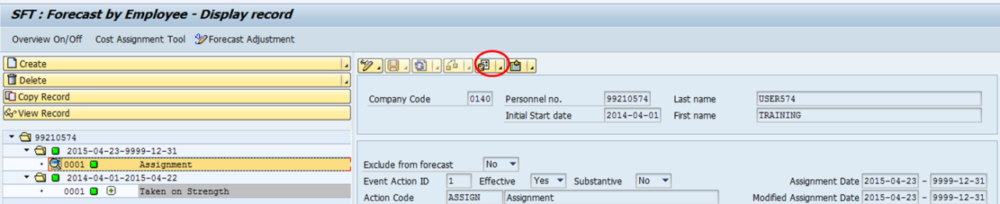 SFT : Forecast by Employee - Display record
Overview On/Off Cost Assignment Tool Forecast Adjustment
Create
Delete
Copy Record
View Record
99210574
2015-04-23-9999-12-31
0001 Assignment
2014-04-01-2015-04-22
0001 Taken on Strength
Company Code 0140 Personnel no. 99210574 Last name USER574
Initial Start date 2014-04-01 First name TRAINING
Exclude from forecast No
Event Action ID 1 Effective Yes Substantive No Assignment Date 2015-04-23 - 9999-12-31
Action Code ASSIGN Assignment Modified Assignment Date 2015-04-23 - 9999-12-31